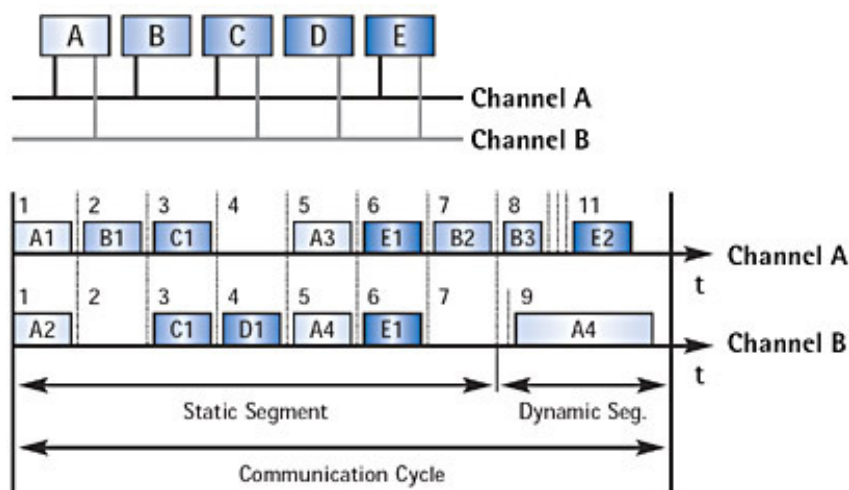 A B C D E
Channel A
Channel B
1 2 3 4 5 6 7 8 11
A1 B1 C1 A3 E1 B2 B3 E2
Channel A
t
1 2 3 4 5 6 7 9
A2 C1 D1 A4 E1 A4
Channel B
t
Static Segment Dynamic Seg.
Communication Cycle